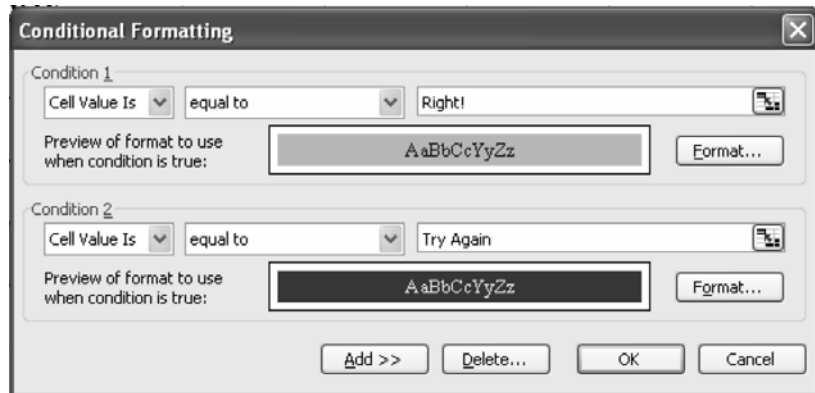 Conditional Formatting
Condition 1
Cell Value Is equal to Right!
Preview of format to use
when condition is true:
AaBbCcYyZz
Format...
Condition 2
Cell Value Is equal to Try Again
Preview of format to use
when condition is true:
AaBbCcYyZz
Format...
Add >> Delete... OK Cancel